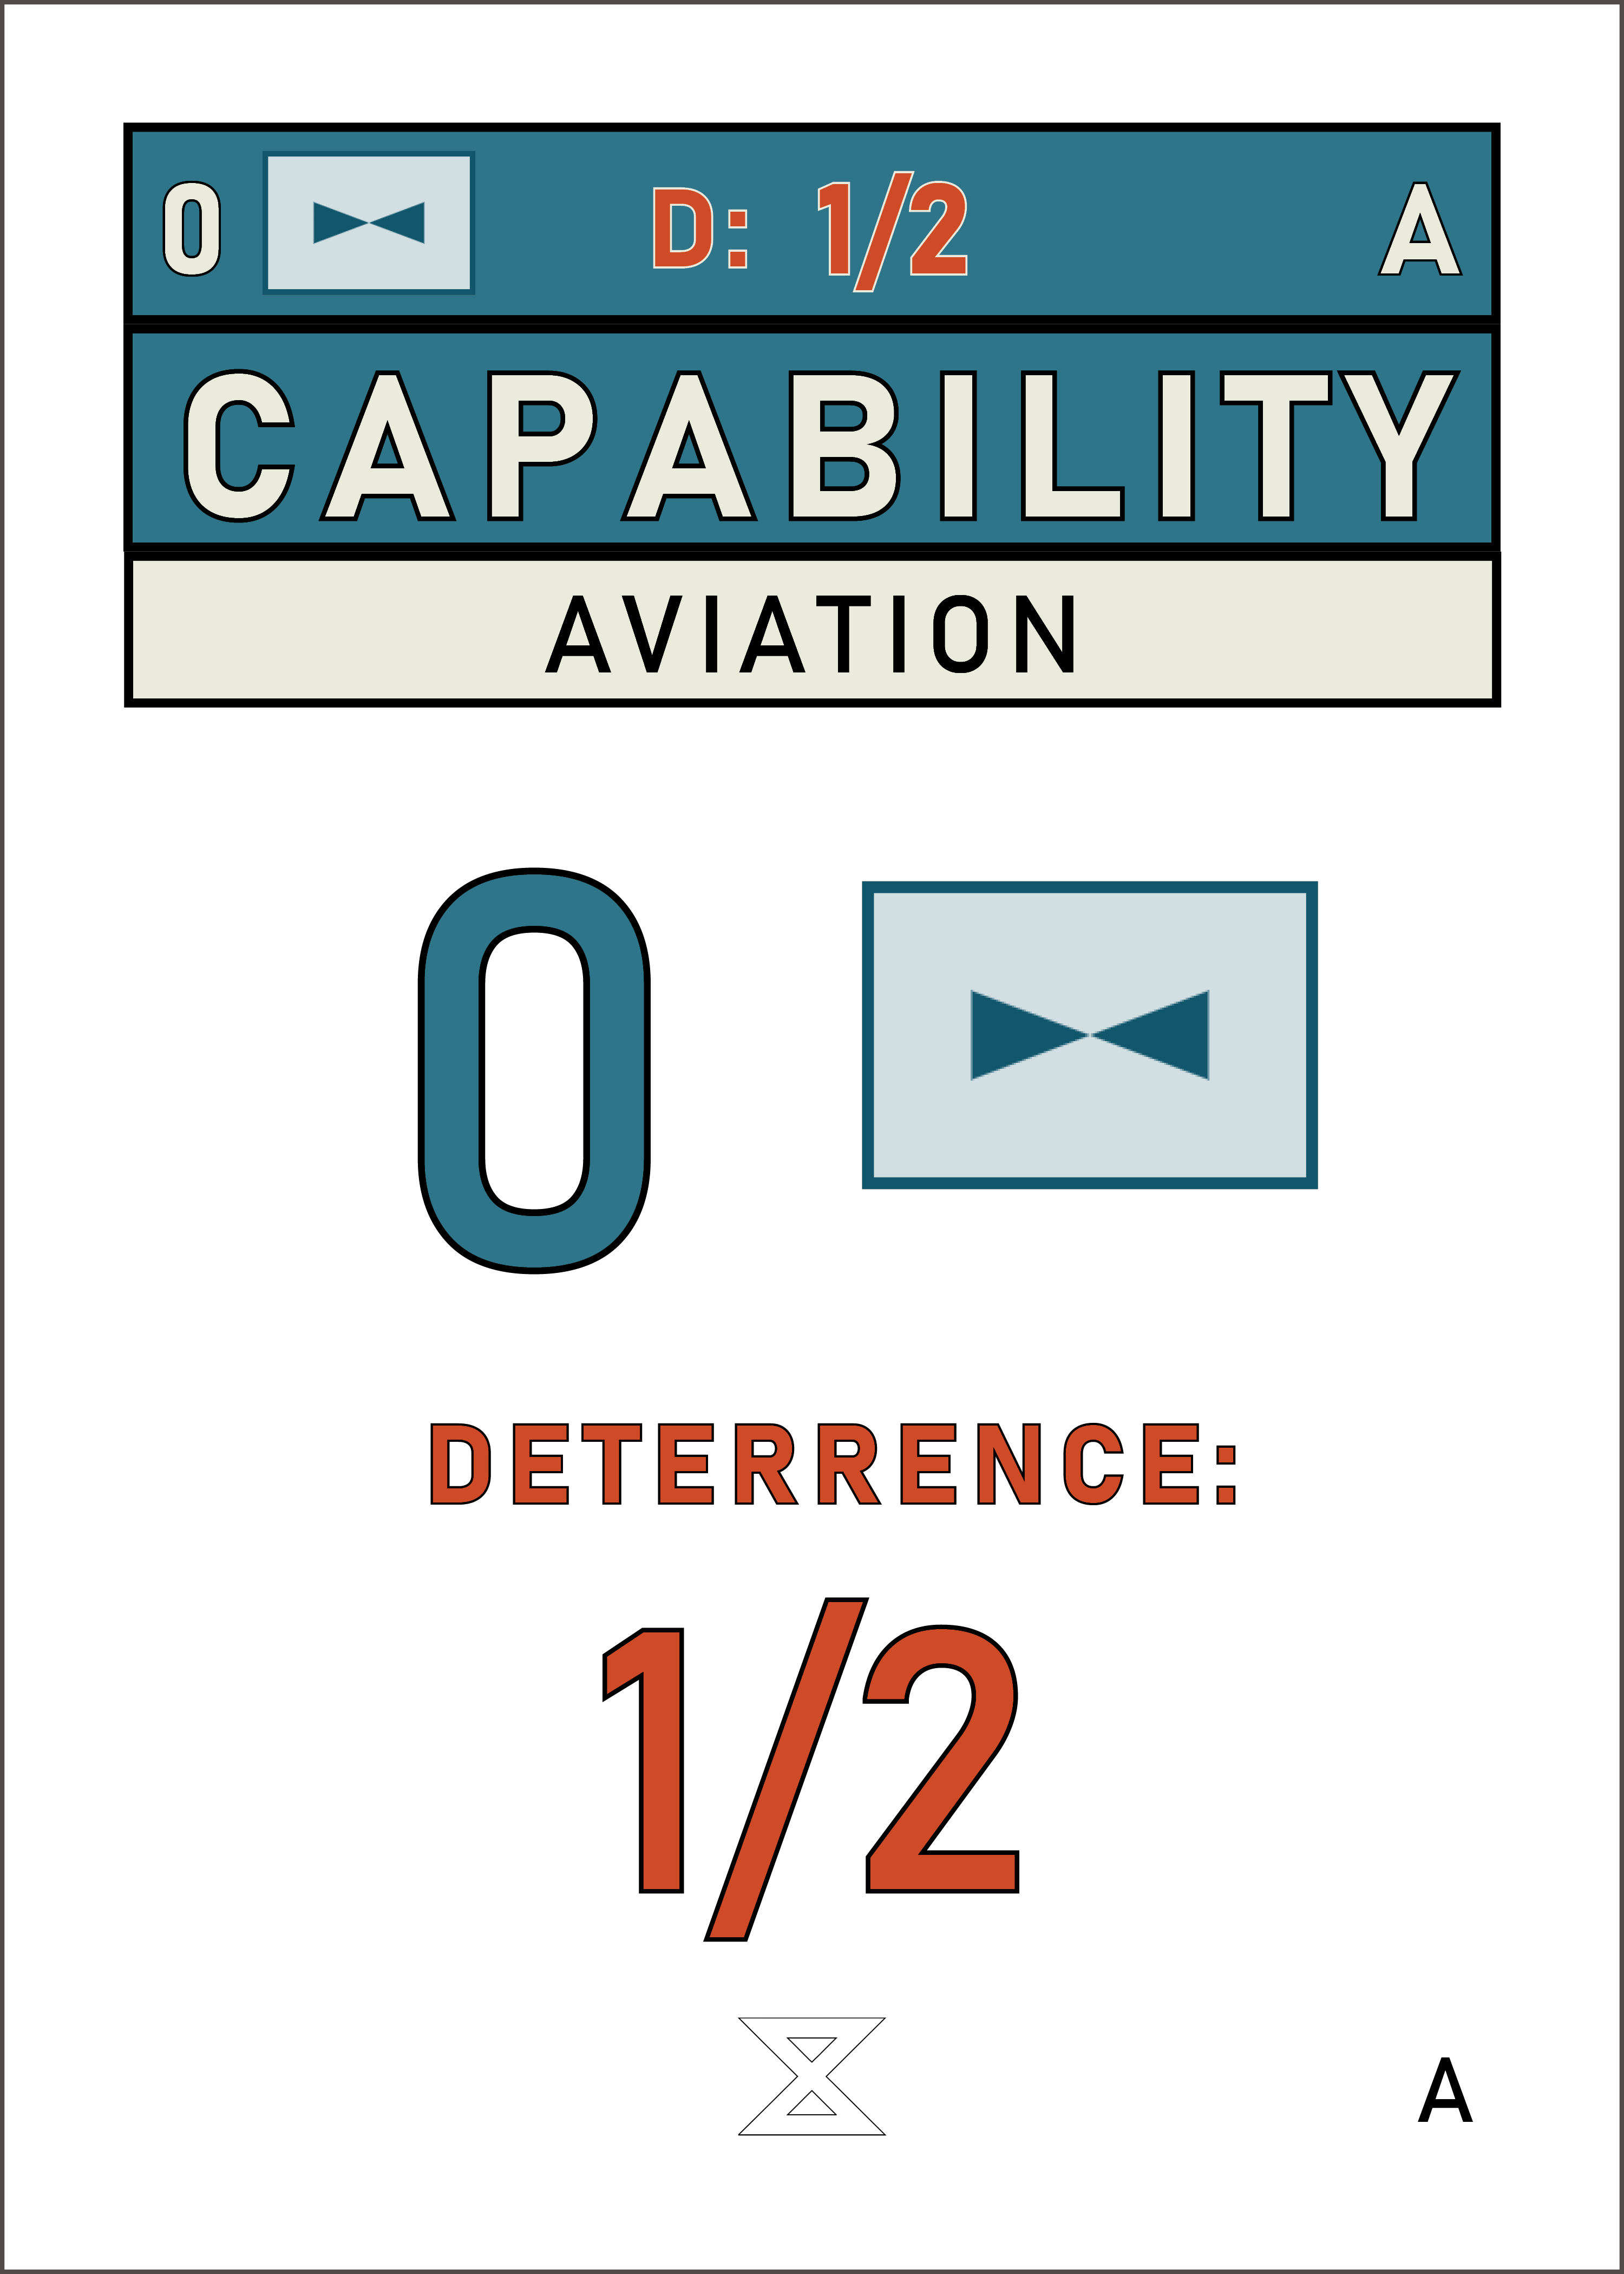 0 D: 1/2 A
CAPABILITY
AVIATION
0
DETERRENCE:
1/2
A